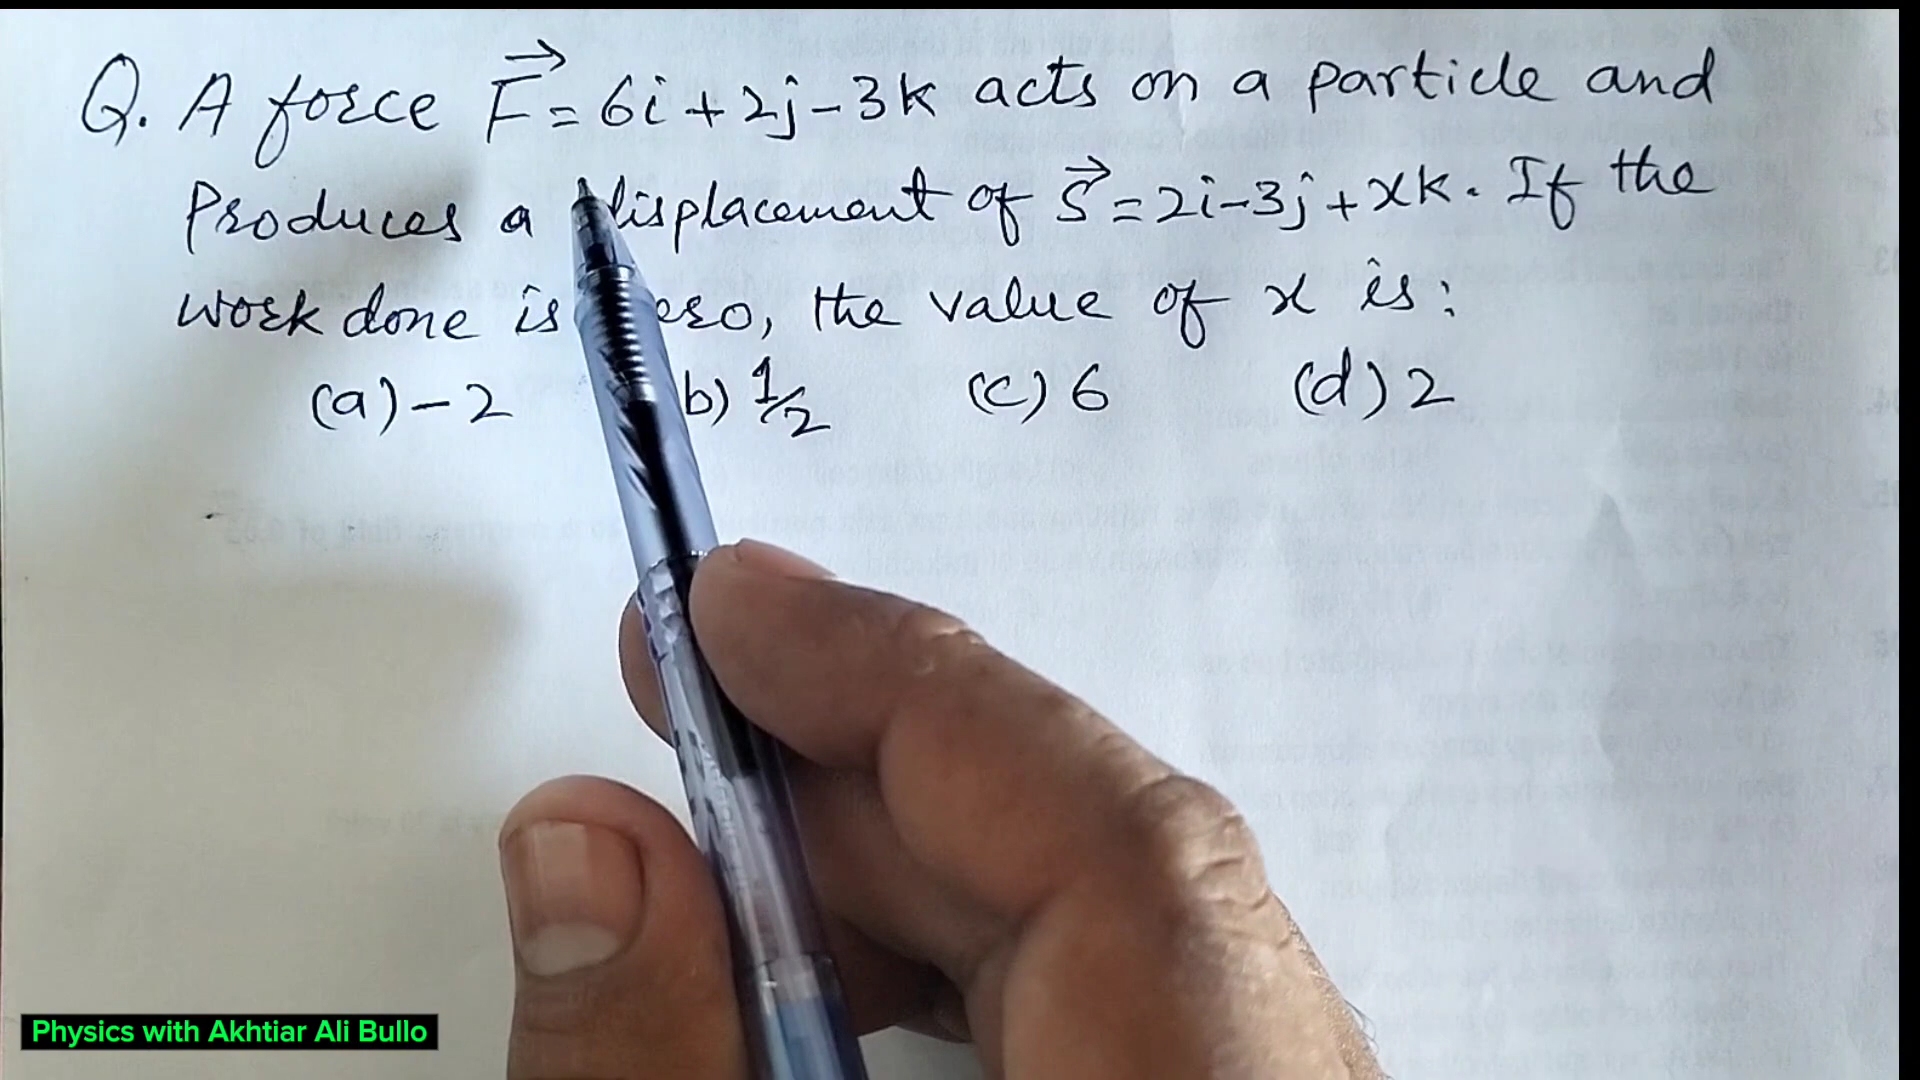 Q. A force F⃗ = 6i + 2j - 3k acts on a particle and
Produces a displacement of S⃗ = 2i - 3j + xk. If the
work done is zero, the value of x is:
(a) - 2 b) 1/2 (c) 6 (d) 2
Physics with Akhtiar Ali Bullo